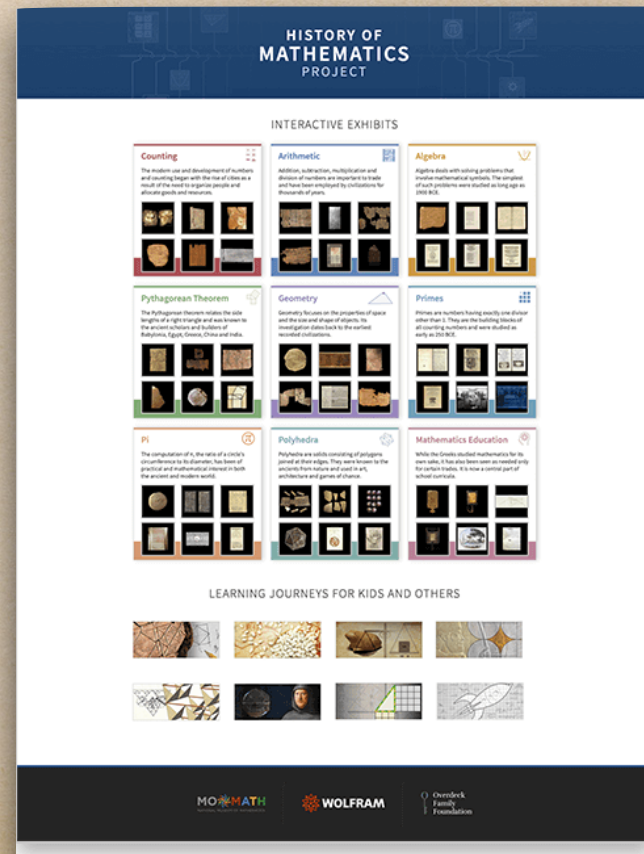 HISTORY OF
MATHEMATICS
PROJECT
INTERACTIVE EXHIBITS
Counting
The modern use and development of numbers
and counting began with the rise of cities as a
result of the need to organize people and
allocate goods and resources.
Arithmetic
Addition, subtraction, multiplication and
division of numbers are important to trade
and have been employed by civilizations for
thousands of years.
Algebra
Algebra deals with solving problems that
involve mathematical symbols. The simplest
of such problems were studied as long ago as
1900 BCE.
Pythagorean Theorem
The Pythagorean theorem relates the side
lengths of a right triangle and was known to
the ancient scholars and builders of
Babylonia, Egypt, Greece, China and India.
Geometry
Geometry focuses on the properties of space
and the size and shape of objects. Its
investigation dates back to the earliest
recorded civilizations.
Primes
Primes are numbers having exactly one divisor
other than 1. They are the building blocks of
all counting numbers and were studied as
early as 250 BCE.
Pi
The computation of π, the ratio of a circle's
circumference to its diameter, has been of
practical and mathematical interest in both
the ancient and modern world.
Polyhedra
Polyhedra are solids consisting of polygons
joined at their edges. They were known to the
ancients from nature and used in art,
architecture and games of chance.
Mathematics Education
While the Greeks studied mathematics for its
own sake, it has also been seen as needed only
for certain trades. It is now a central part of
school curricula.
LEARNING JOURNEYS FOR KIDS AND OTHERS
MOMATH
NATIONAL MUSEUM OF MATHEMATICS
WOLFRAM
Overdeck
Family
Foundation